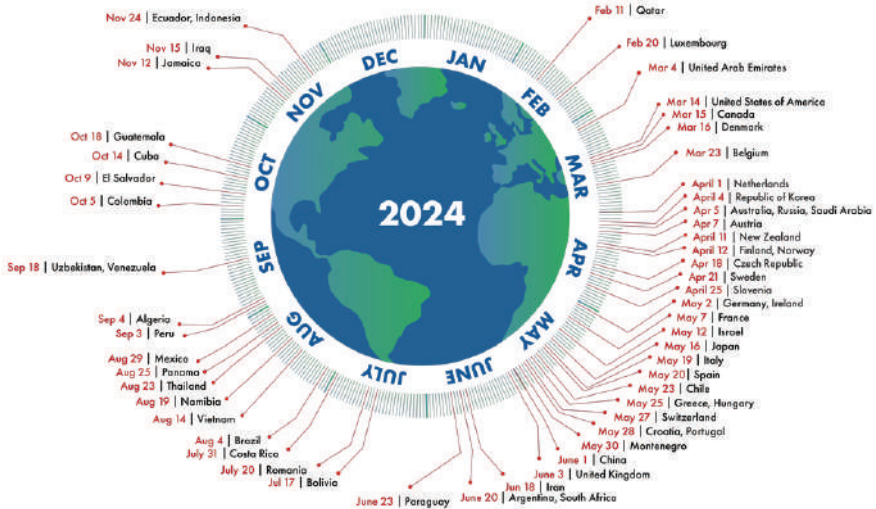 Nov 24 | Ecuador, Indonesia
Nov 15 | Iraq
Nov 12 | Jamaica
Oct 18 | Guatemala
Oct 14 | Cuba
Oct 9 | El Salvador
Oct 5 | Colombia
Sep 18 | Uzbekistan, Venezuela
Sep 4 | Algeria
Sep 3 | Peru
Aug 29 | Mexico
Aug 25 | Panama
Aug 23 | Thailand
Aug 19 | Namibia
Aug 14 | Vietnam
Aug 4 | Brazil
July 31 | Costa Rica
July 20 | Romania
Jul 17 | Bolivia
DEC
JAN
NOV
FEB
OCT
MAR
2024
SEP
APR
AUG
MAY
JULY
JUNE
Feb 11 | Qatar
Feb 20 | Luxembourg
Mar 4 | United Arab Emirates
Mar 14 | United States of America
Mar 15 | Canada
Mar 16 | Denmark
Mar 23 | Belgium
April 1 | Netherlands
April 4 | Republic of Korea
Apr 5 | Australia, Russia, Saudi Arabia
Apr 7 | Austria
April 11 | New Zealand
April 12 | Finland, Norway
Apr 18 | Czech Republic
Apr 21 | Sweden
April 25 | Slovenia
May 2 | Germany, Ireland
May 7 | France
May 12 | Israel
May 16 | Japan
May 19 | Italy
May 20 | Spain
May 23 | Chile
May 25 | Greece, Hungary
May 27 | Switzerland
May 28 | Croatia, Portugal
May 30 | Montenegro
June 1 | China
June 3 | United Kingdom
Jun 18 | Iran
June 20 | Argentina, South Africa
June 23 | Paraguay